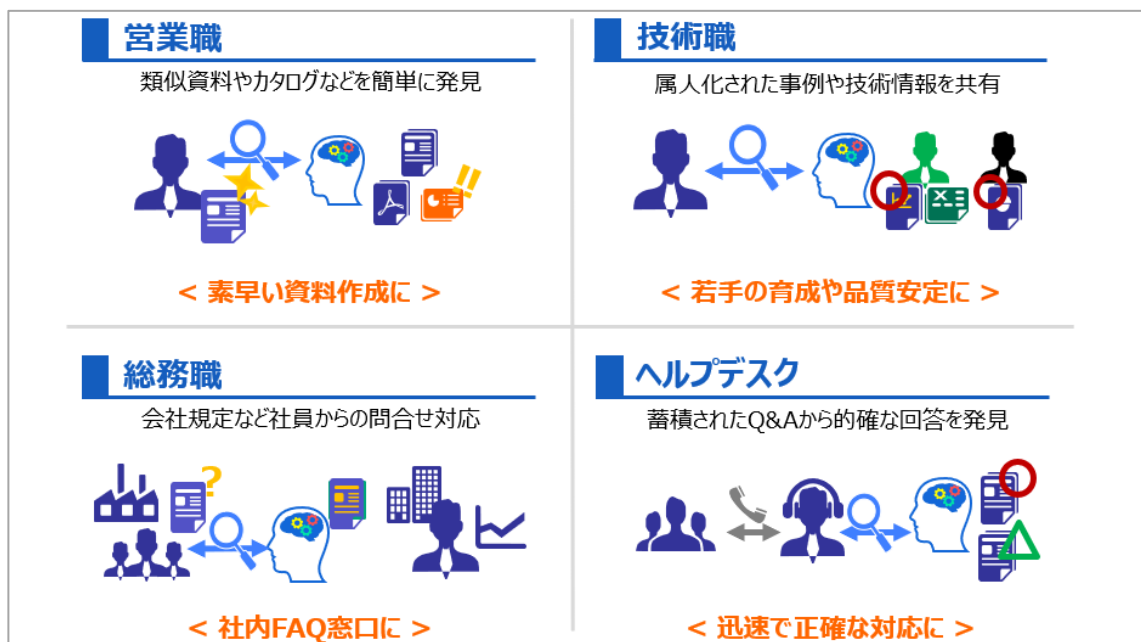 営業職
類似資料やカタログなどを簡単に発見
< 素早い資料作成に >
技術職
属人化された事例や技術情報を共有
< 若手の育成や品質安定に >
総務職
会社規定など社員からの問合せ対応
?
< 社内FAQ窓口に >
ヘルプデスク
蓄積されたQ&Aから的確な回答を発見
< 迅速で正確な対応に >